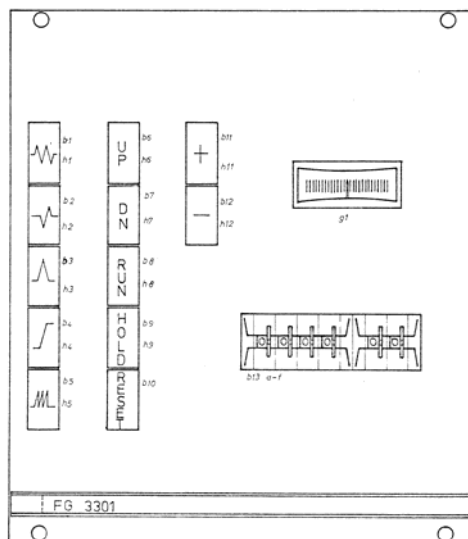 b1
h1
b2
h2
b3
h3
b4
h4
b5
h5
UP
b6
h6
DN
b7
h7
RUN
b8
h8
HOLD
b9
h9
RESET
b10
+
b11
h11
−
b12
h12
g1
b13 a-f
FG 3301